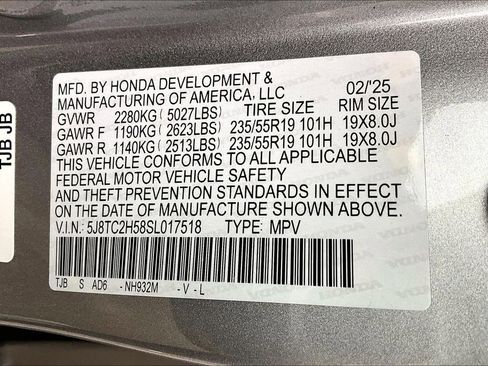 TJB JB
MFD. BY HONDA DEVELOPMENT &
MANUFACTURING OF AMERICA, LLC 02/'25
GVWR 2280KG(5027LBS) TIRE SIZE RIM SIZE
GAWR F 1190KG(2623LBS) 235/55R19 101H 19X8.0J
GAWR R 1140KG(2513LBS) 235/55R19 101H 19X8.0J
THIS VEHICLE CONFORMS TO ALL APPLICABLE
FEDERAL MOTOR VEHICLE SAFETY
AND THEFT PREVENTION STANDARDS IN EFFECT
ON THE DATE OF MANUFACTURE SHOWN ABOVE.
V.I.N.: 5J8TC2H58SL017518 TYPE: MPV
TJB S AD6 -NH932M -V-L